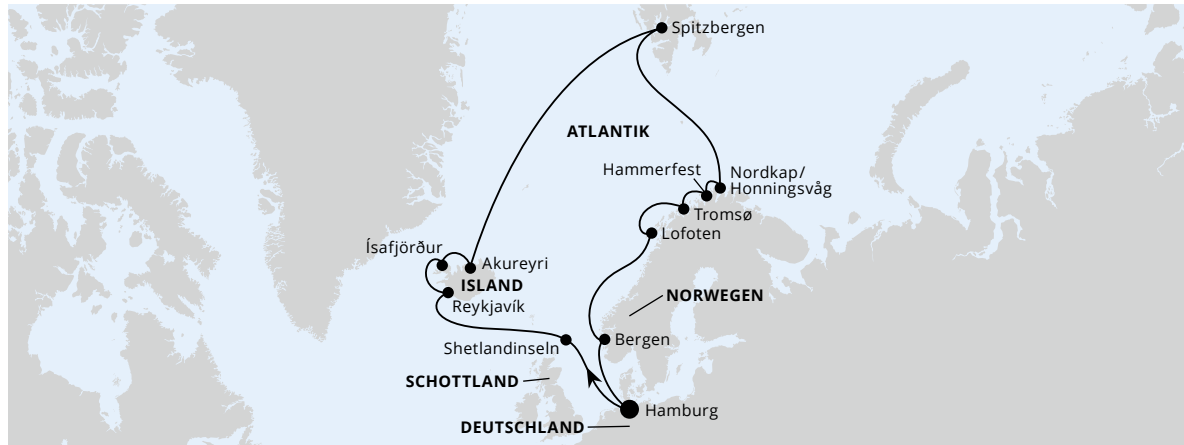 Spitzbergen
ATLANTIK
Hammerfest
Nordkap/
Honningsvåg
Tromsø
Lofoten
Ísafjörður
Akureyri
ISLAND
Reykjavík
NORWEGEN
Shetlandinseln
Bergen
SCHOTTLAND
Hamburg
DEUTSCHLAND